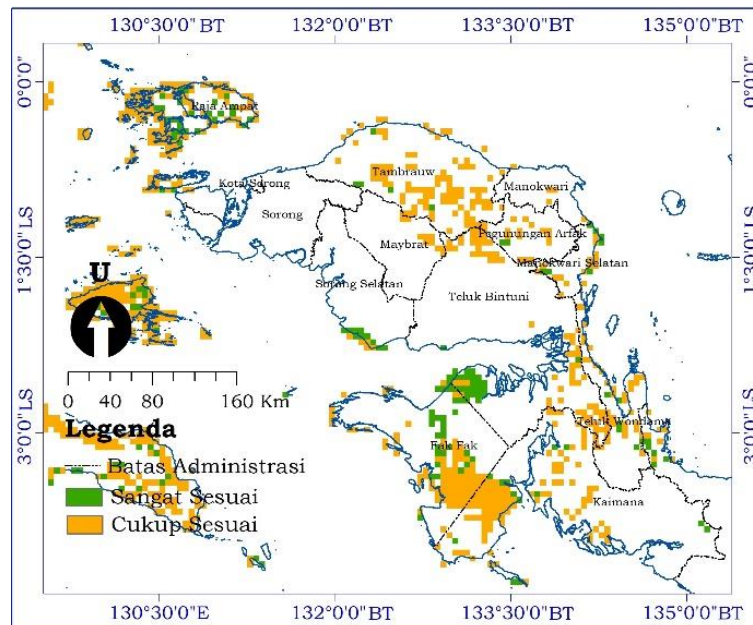 130°30'0"BT 132°0'0"BT 133°30'0"BT 135°0'0"BT
0°0'0"
0°0'0"
Raja Ampat
Tambrauw
Kota Sorong
Manokwari
Sorong
Pegunungan Arfak
Maybrat
1°30'0"LS
1°30'0"LS
Manokwari Selatan
U
Sorong Selatan
Teluk Bintuni
0 40 80 160 Km
Legenda
3°0'0"LS
3°0'0"LS
Teluk Wondama
Fak Fak
Batas Administrasi
Sangat Sesuai
Kaimana
Cukup Sesuai
130°30'0"E 132°0'0"BT 133°30'0"BT 135°0'0"BT